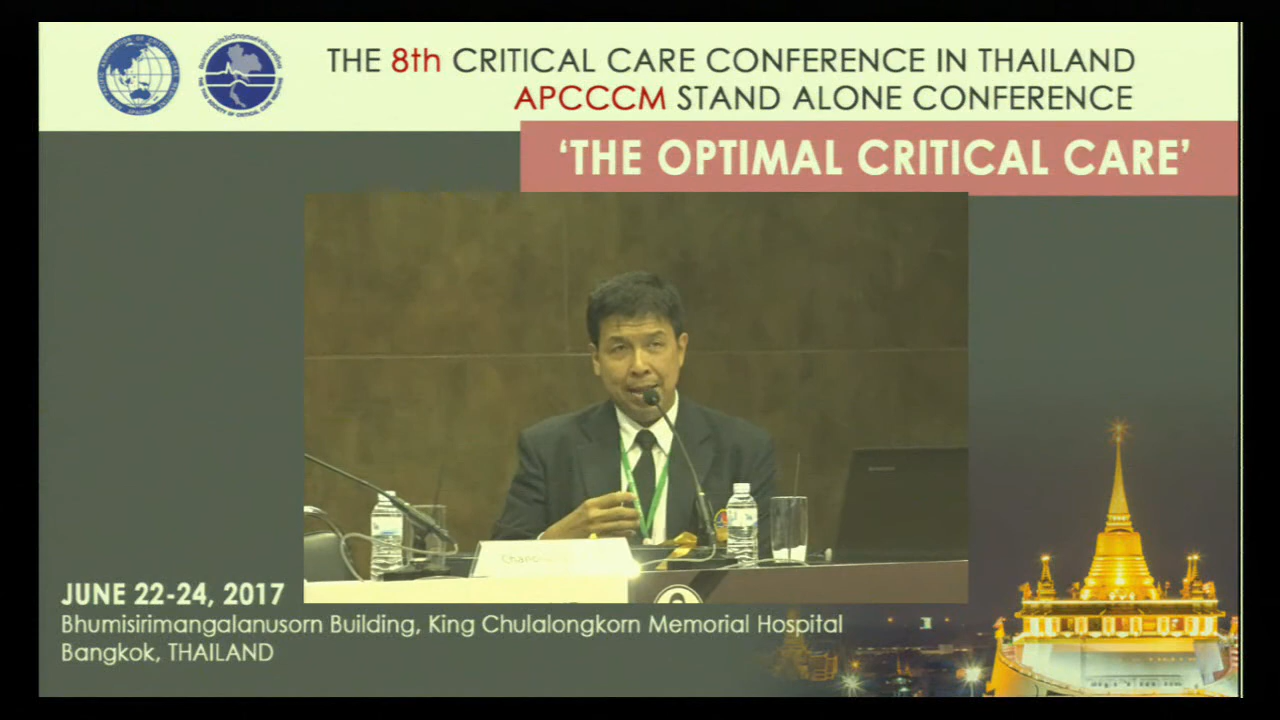 THE 8th CRITICAL CARE CONFERENCE IN THAILAND
APCCCM STAND ALONE CONFERENCE
‘THE OPTIMAL CRITICAL CARE’
JUNE 22-24, 2017
Bhumisirimangalanusorn Building, King Chulalongkorn Memorial Hospital
Bangkok, THAILAND